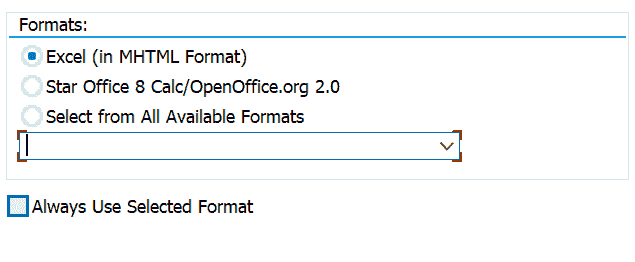 Formats:
Excel (in MHTML Format)
Star Office 8 Calc/OpenOffice.org 2.0
Select from All Available Formats
Always Use Selected Format